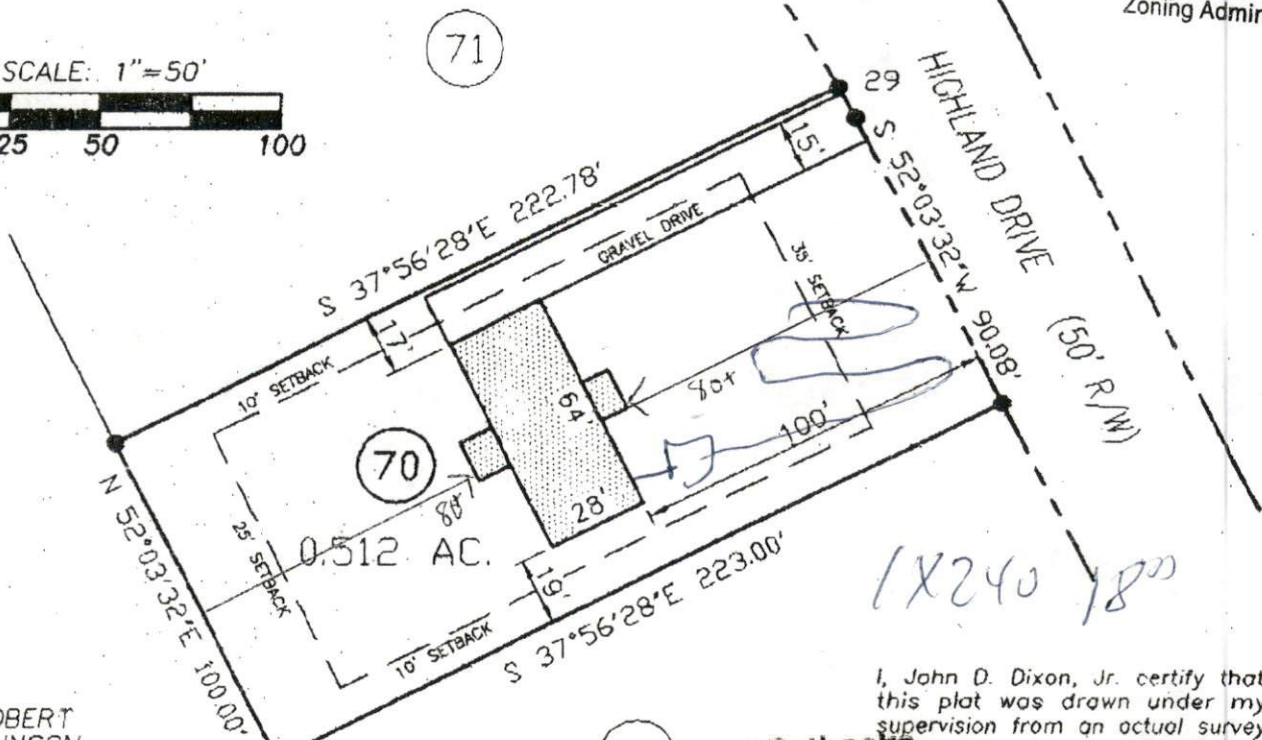 Zoning Admin
SCALE: 1"=50'
25 50 100
71
29
HIGHLAND DRIVE (50' R/W)
S 52°03'32"W 90.08'
S 37°56'28"E 222.78'
15'
GRAVEL DRIVE
35' SETBACK
17'
10' SETBACK
64'
80+
100'
70
80+
28'
0.512 AC.
25' SETBACK
19'
N 52°03'32"E 100.00'
10' SETBACK
S 37°56'28"E 223.00'
1X240
I, John D. Dixon, Jr. certify that
this plat was drawn under my
supervision from an actual survey